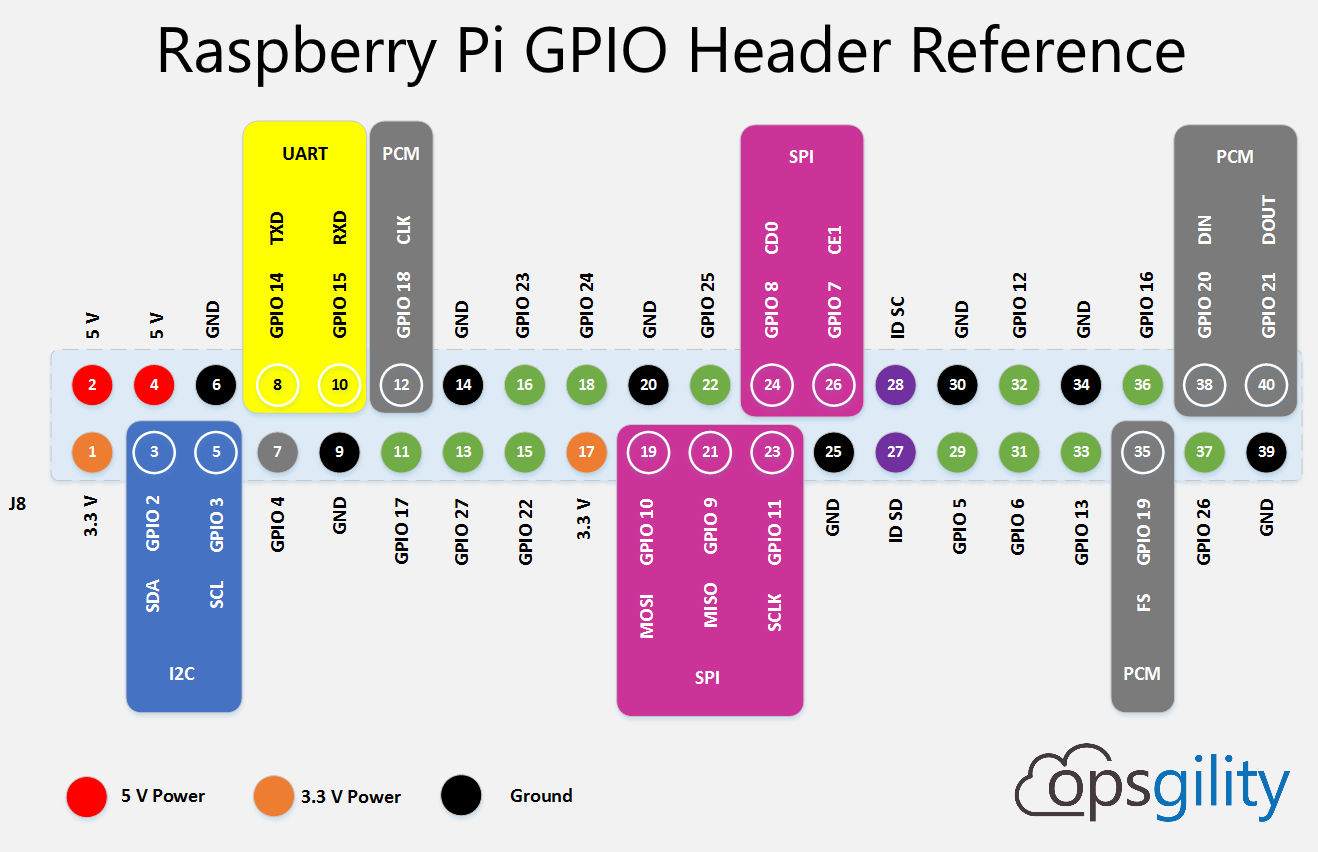 Raspberry Pi GPIO Header Reference
UART
PCM
SPI
PCM
TXD
RXD
CLK
CD0
CE1
DIN
DOUT
5 V
5 V
GND
GPIO 14
GPIO 15
GPIO 18
GND
GPIO 23
GPIO 24
GND
GPIO 25
GPIO 8
GPIO 7
ID SC
GND
GPIO 12
GND
GPIO 16
GPIO 20
GPIO 21
2
4
6
8
10
12
14
16
18
20
22
24
26
28
30
32
34
36
38
40
1
3
5
7
9
11
13
15
17
19
21
23
25
27
29
31
33
35
37
39
J8
3.3 V
GPIO 2
GPIO 3
GPIO 4
GND
GPIO 17
GPIO 27
GPIO 22
3.3 V
GPIO 10
GPIO 9
GPIO 11
GND
ID SD
GPIO 5
GPIO 6
GPIO 13
GPIO 19
GPIO 26
GND
SDA
SCL
MOSI
MISO
SCLK
FS
I2C
SPI
PCM
5 V Power
3.3 V Power
Ground
opsgility